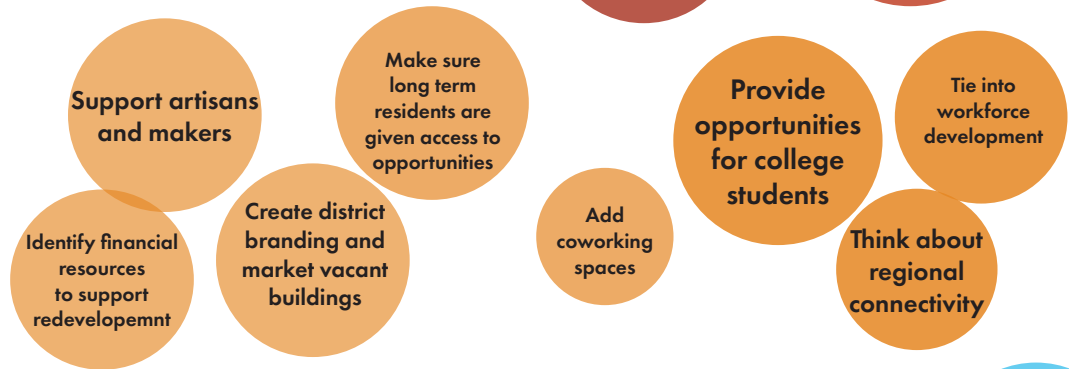 Support artisans
and makers
Make sure
long term
residents are
given access to
opportunities
Identify financial
resources
to support
redevelopemnt
Create district
branding and
market vacant
buildings
Add
coworking
spaces
Provide
opportunities
for college
students
Tie into
workforce
development
Think about
regional
connectivity